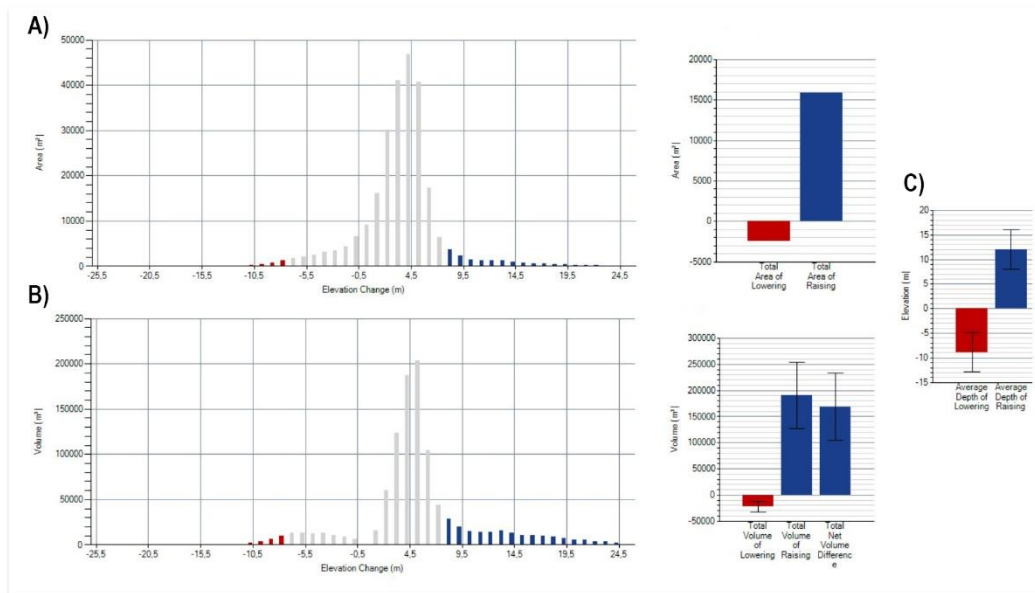 A)
50000
40000
30000
20000
10000
0
Area [m²]
-25,5 -20,5 -15,5 -10,5 -5,5 -0,5 4,5 9,5 14,5 19,5 24,5
Elevation Change (m)
20000
16000
12000
8000
4000
0
-5000
Area [m²]
Total Area of Lowering
Total Area of Raising
C)
20
15
10
5
0
-5
-10
-15
Elevation [m]
Average Depth of Lowering
Average Depth of Raising
B)
250000
200000
150000
100000
50000
0
Volume [m³]
-25,5 -20,5 -15,5 -10,5 -5,5 -0,5 4,5 9,5 14,5 19,5 24,5
Elevation Change (m)
300000
250000
200000
150000
100000
50000
0
-50000
Volume [m³]
Total Volume of Lowering
Total Volume of Raising
Total Net Volume Differenc e